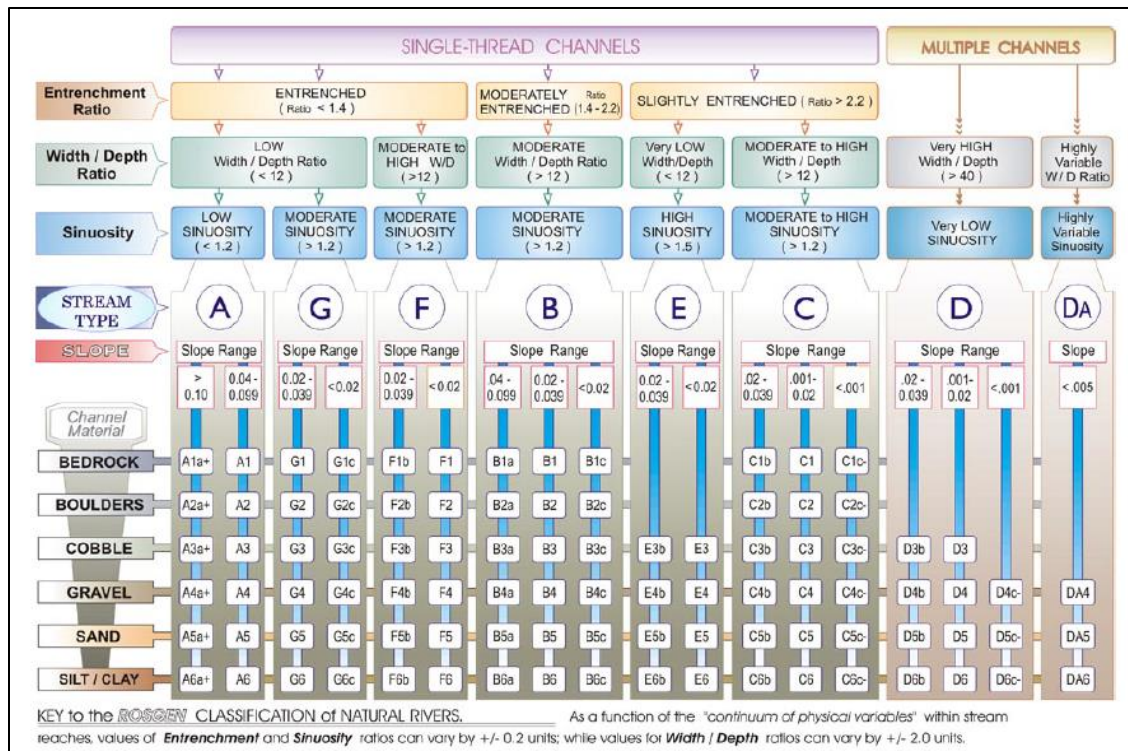 SINGLE-THREAD CHANNELS
MULTIPLE CHANNELS
Entrenchment
Ratio
ENTRENCHED
( Ratio < 1.4 )
MODERATELY Ratio
ENTRENCHED (1.4 - 2.2)
SLIGHTLY ENTRENCHED ( Ratio > 2.2 )
Width / Depth
Ratio
LOW
Width / Depth Ratio
( < 12 )
MODERATE to
HIGH W/D
( >12 )
MODERATE
Width / Depth Ratio
( > 12 )
Very LOW
Width/Depth
( < 12 )
MODERATE to HIGH
Width / Depth
( > 12 )
Very HIGH
Width / Depth
( > 40 )
Highly
Variable
W / D Ratio
Sinuosity
LOW
SINUOSITY
( < 1.2 )
MODERATE
SINUOSITY
( > 1.2 )
MODERATE
SINUOSITY
( > 1.2 )
MODERATE
SINUOSITY
( > 1.2 )
HIGH
SINUOSITY
( > 1.5 )
MODERATE to HIGH
SINUOSITY
( > 1.2 )
Very LOW
SINUOSITY
Highly
Variable
Sinuosity
STREAM
TYPE
A G F B E C D DA
SLOPE
Slope Range Slope Range Slope Range Slope Range Slope Range Slope Range Slope Range Slope
> 0.10
0.04 - 0.099
0.02 - 0.039
<0.02
0.02 - 0.039
<0.02
.04 - 0.099
0.02 - 0.039
<0.02
0.02 - 0.039
<0.02
.02 - 0.039
.001- 0.02
<.001
.02 - 0.039
.001- 0.02
<.001
<.005
Channel
Material
BEDROCK A1a+ A1 G1 G1c F1b F1 B1a B1 B1c C1b C1 C1c-
BOULDERS A2a+ A2 G2 G2c F2b F2 B2a B2 B2c C2b C2 C2c-
COBBLE A3a+ A3 G3 G3c F3b F3 B3a B3 B3c E3b E3 C3b C3 C3c- D3b D3
GRAVEL A4a+ A4 G4 G4c F4b F4 B4a B4 B4c E4b E4 C4b C4 C4c- D4b D4 D4c- DA4
SAND A5a+ A5 G5 G5c F5b F5 B5a B5 B5c E5b E5 C5b C5 C5c- D5b D5 D5c- DA5
SILT / CLAY A6a+ A6 G6 G6c F6b F6 B6a B6 B6c E6b E6 C6b C6 C6c- D6b D6 D6c- DA6
KEY to the ROSGEN CLASSIFICATION of NATURAL RIVERS. As a function of the "continuum of physical variables" within stream
reaches, values of Entrenchment and Sinuosity ratios can vary by +/- 0.2 units; while values for Width / Depth ratios can vary by +/- 2.0 units.